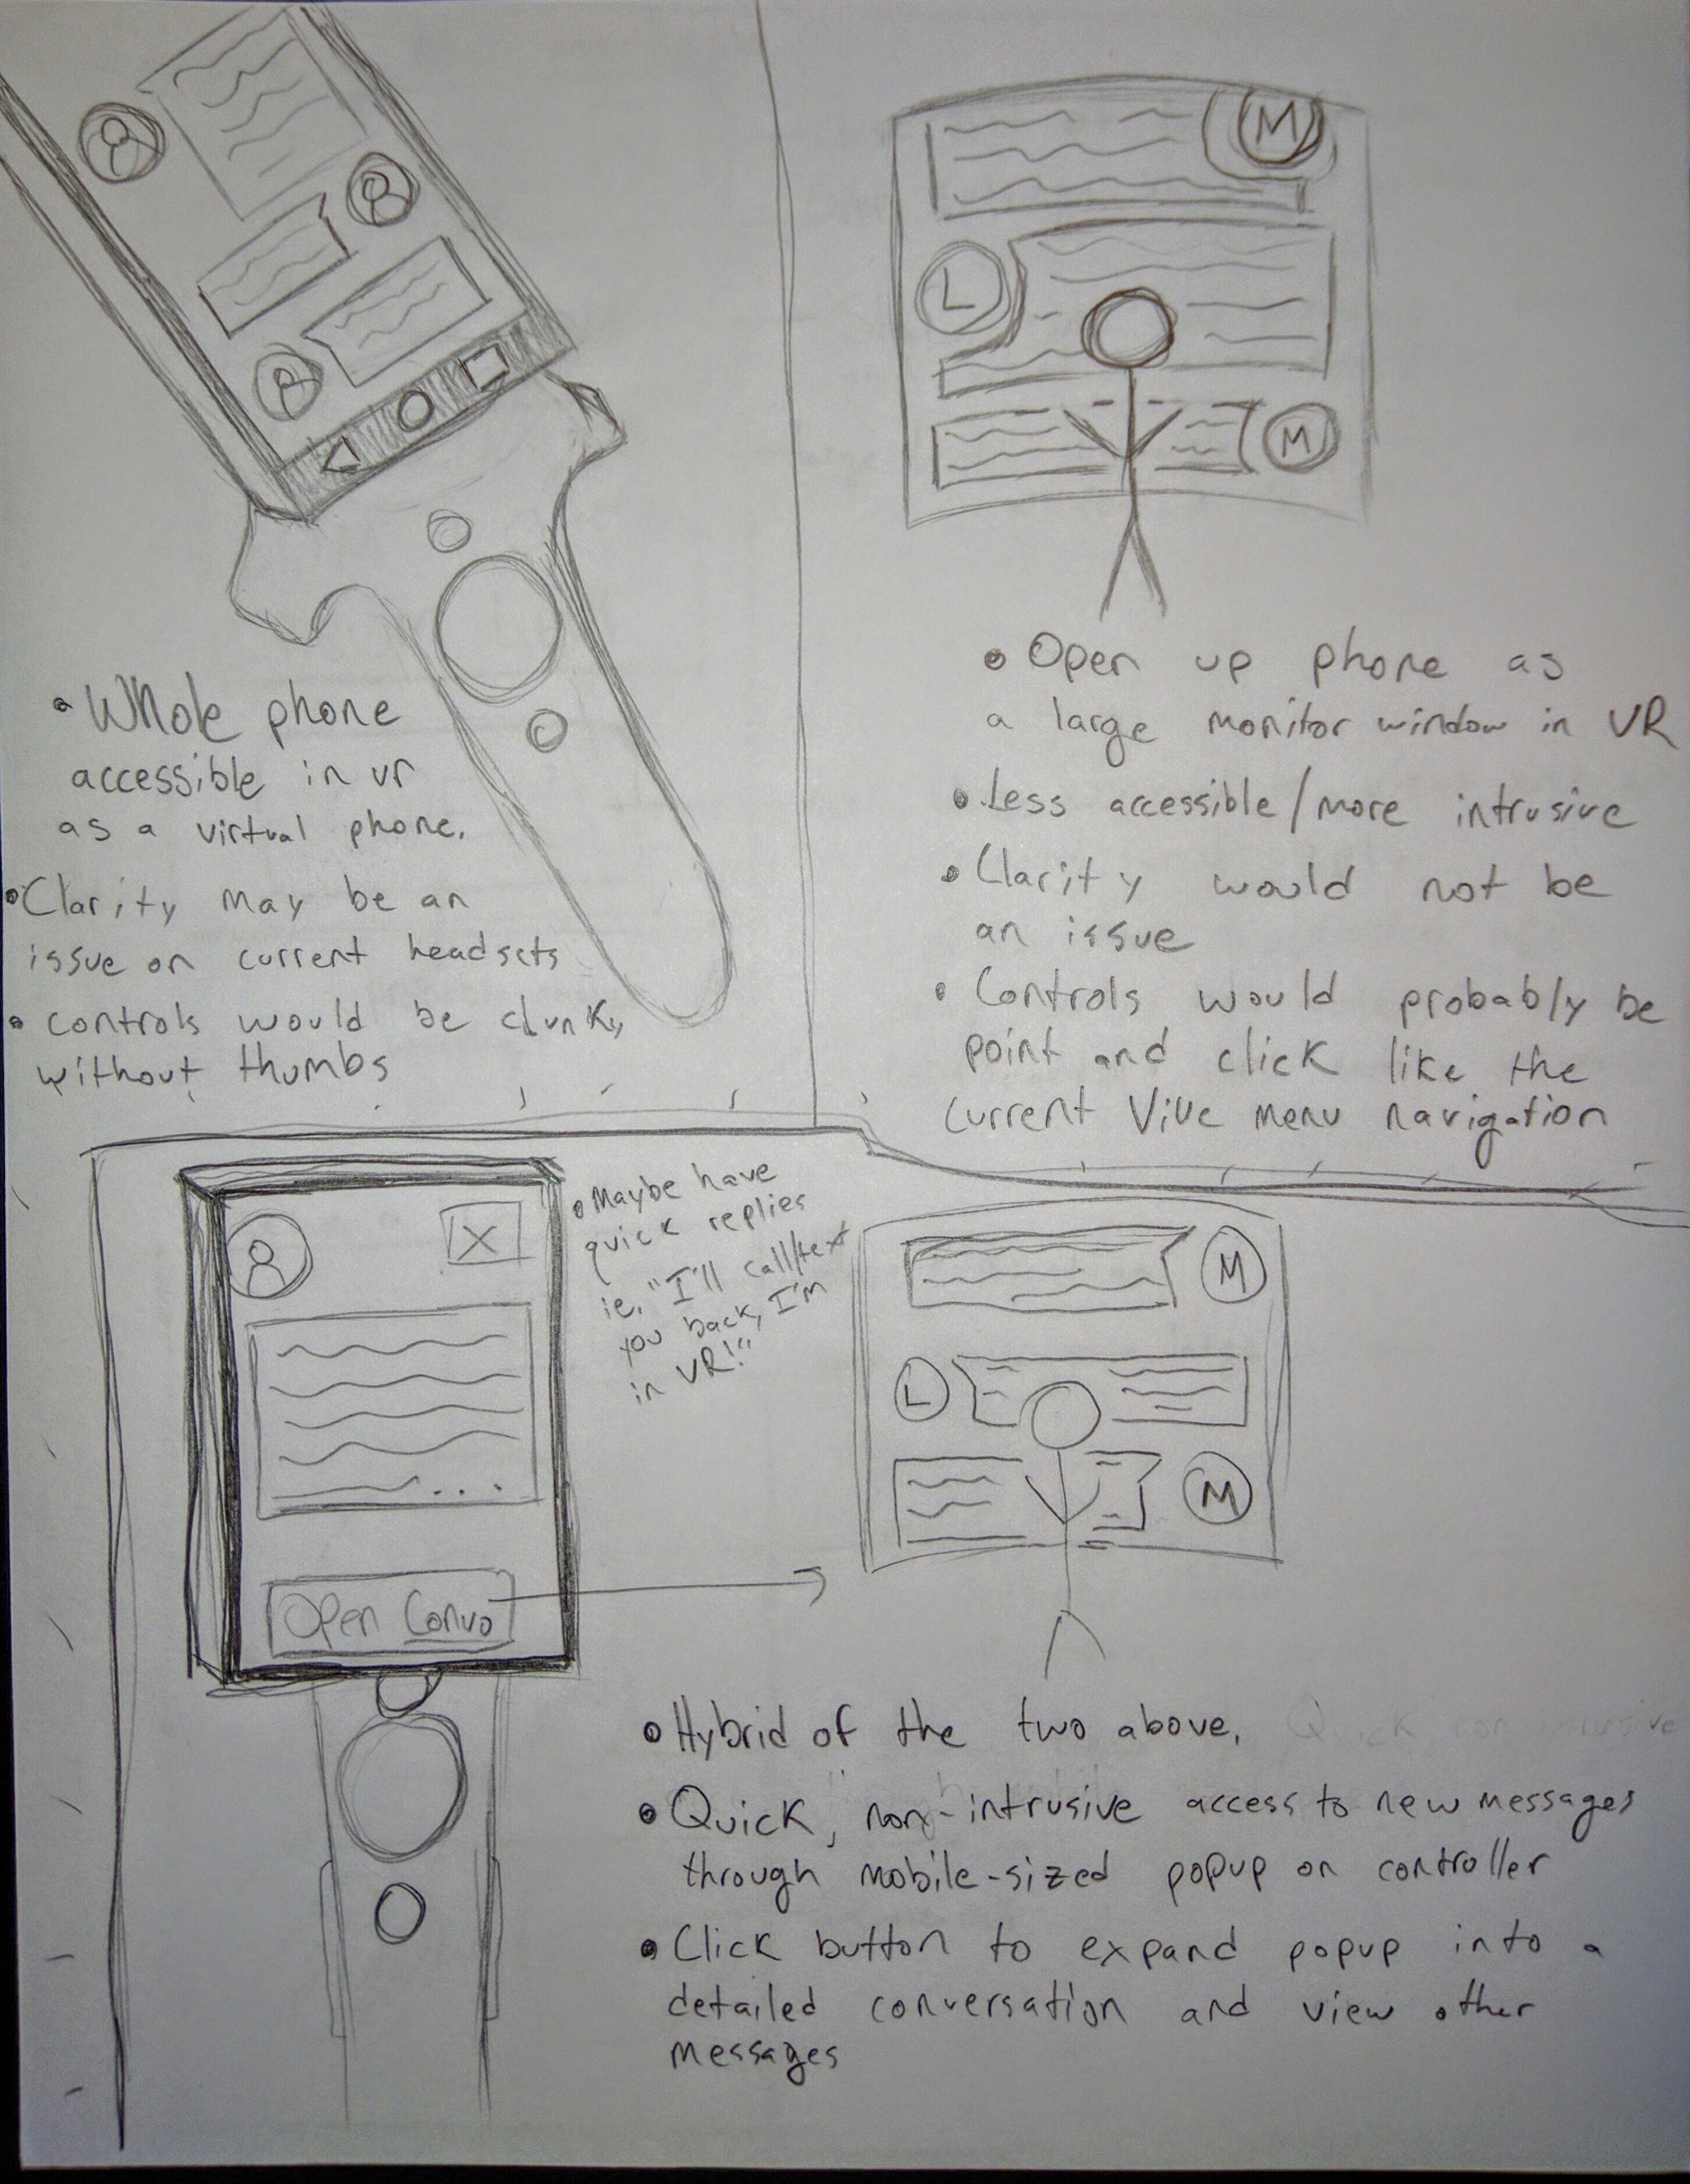 • Whole phone
accessible in vr
as a virtual phone.
• Clarity may be an
issue on current headsets
• controls would be clunky
without thumbs
M
L
M
• Open up phone as
a large monitor window in VR
• Less accessible/more intrusive
• Clarity would not be
an issue
• Controls would probably be
point and click like the
current Vive menu navigation
X
Open Convo
• Maybe have
quick replies
ie. "I'll call/text
you back, I'm
in VR!"
M
L
M
• Hybrid of the two above.
• Quick, non-intrusive access to new messages
through mobile-sized popup on controller
• Click button to expand popup into a
detailed conversation and view other
messages